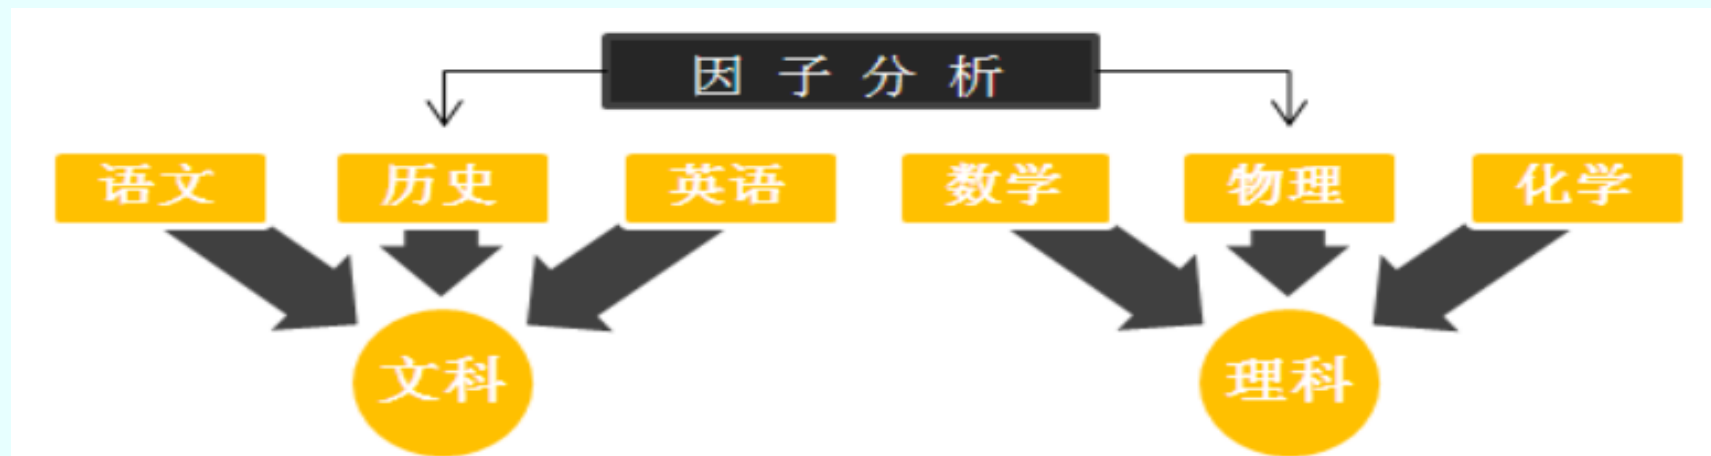 因子分析
语文 历史 英语 数学 物理 化学
文科 理科